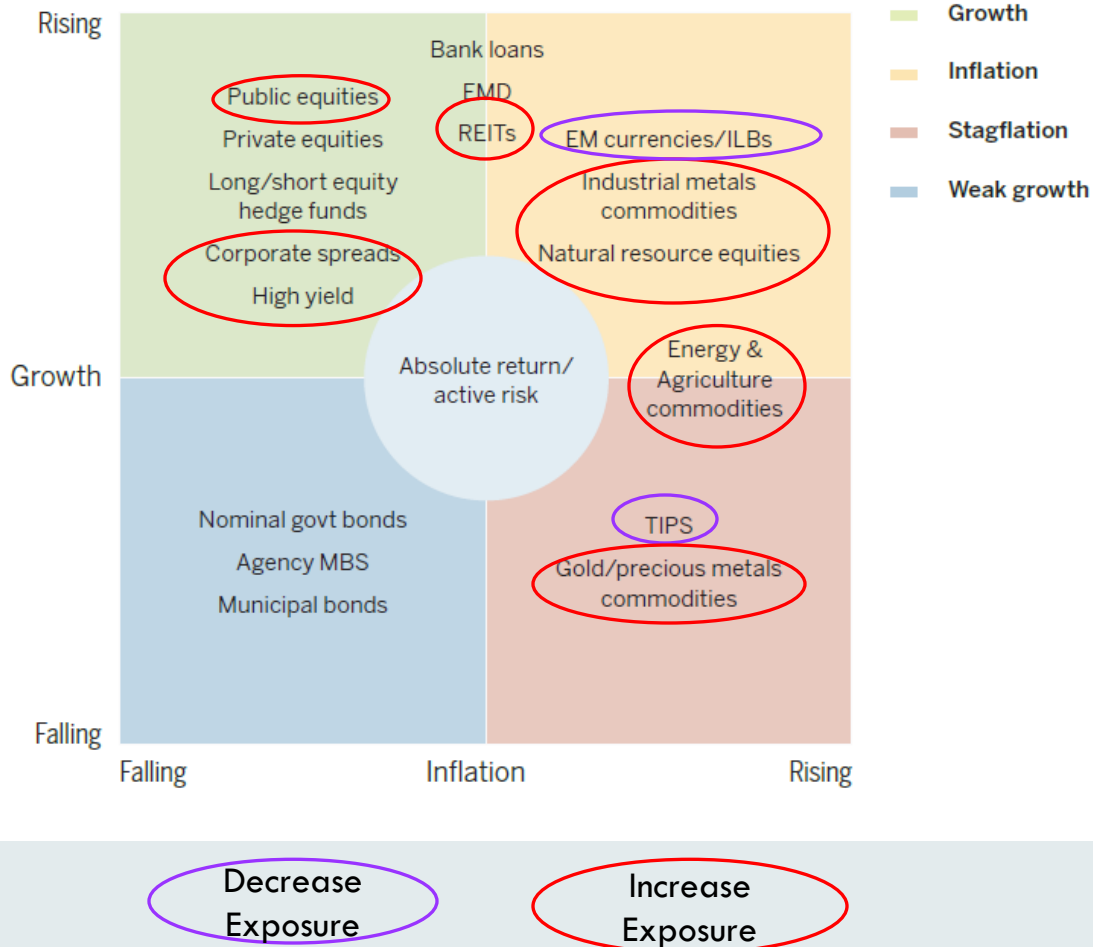 Rising
Growth
Falling
Bank loans
EMD
REITs
Public equities
Private equities
Long/short equity
hedge funds
Corporate spreads
High yield
EM currencies/ILBs
Industrial metals
commodities
Natural resource equities
Energy &
Agriculture
commodities
Absolute return/
active risk
Nominal govt bonds
Agency MBS
Municipal bonds
TIPS
Gold/precious metals
commodities
Falling
Inflation
Rising
Growth
Inflation
Stagflation
Weak growth
Decrease
Exposure
Increase
Exposure